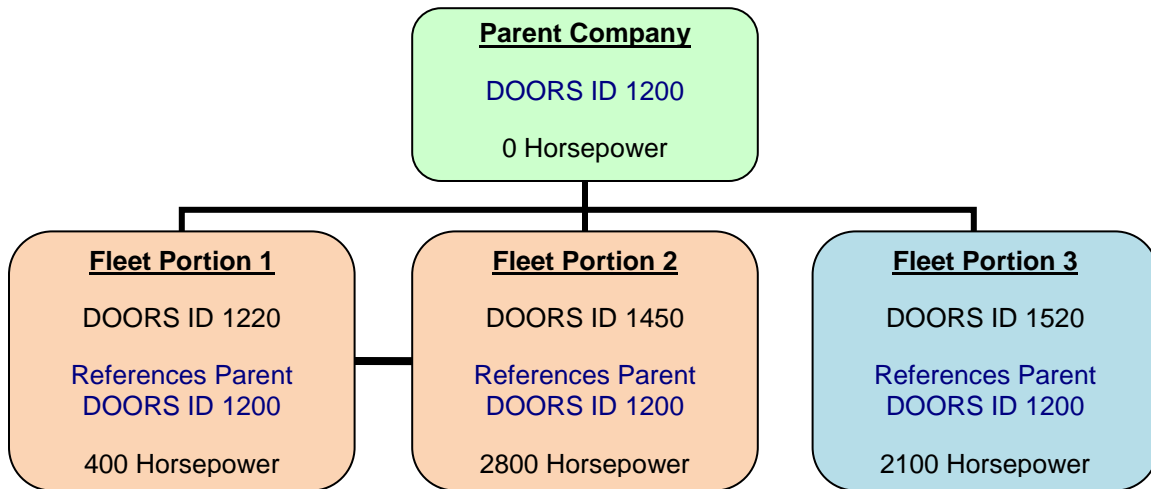 Parent Company
DOORS ID 1200
0 Horsepower
Fleet Portion 1
DOORS ID 1220
References Parent
DOORS ID 1200
400 Horsepower
Fleet Portion 2
DOORS ID 1450
References Parent
DOORS ID 1200
2800 Horsepower
Fleet Portion 3
DOORS ID 1520
References Parent
DOORS ID 1200
2100 Horsepower